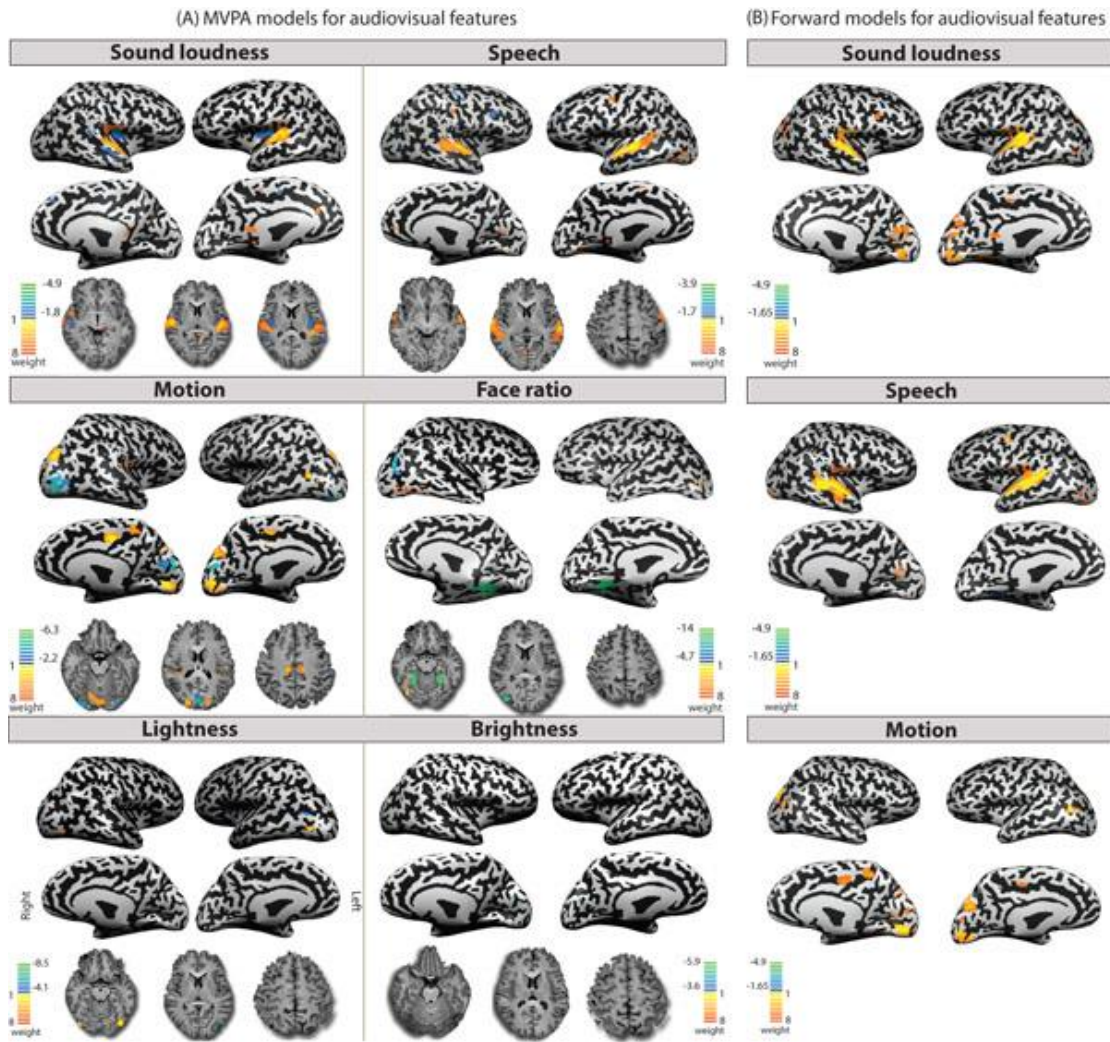 (A) MVPA models for audiovisual features
(B) Forward models for audiovisual features
Sound loudness
Speech
Sound loudness
-4.9
-1.8
1
8
weight
-3.9
-1.7
1
8
weight
-4.9
-1.65
1
8
weight
Motion
Face ratio
Speech
-6.3
-2.2
1
8
weight
-14
-4.7
1
8
weight
-4.9
-1.65
1
8
weight
Lightness
Brightness
Motion
Right
Left
-8.5
-4.1
1
8
weight
-5.9
-3.6
1
8
weight
-4.9
-1.65
1
8
weight